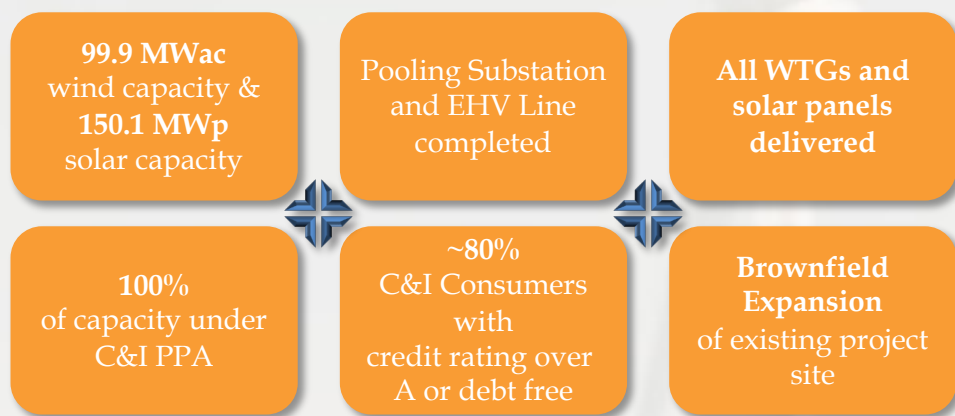 99.9 MWac
wind capacity &
150.1 MWp
solar capacity
Pooling Substation
and EHV Line
completed
All WTGs and
solar panels
delivered
100%
of capacity under
C&I PPA
~80%
C&I Consumers
with
credit rating over
A or debt free
Brownfield
Expansion
of existing project
site